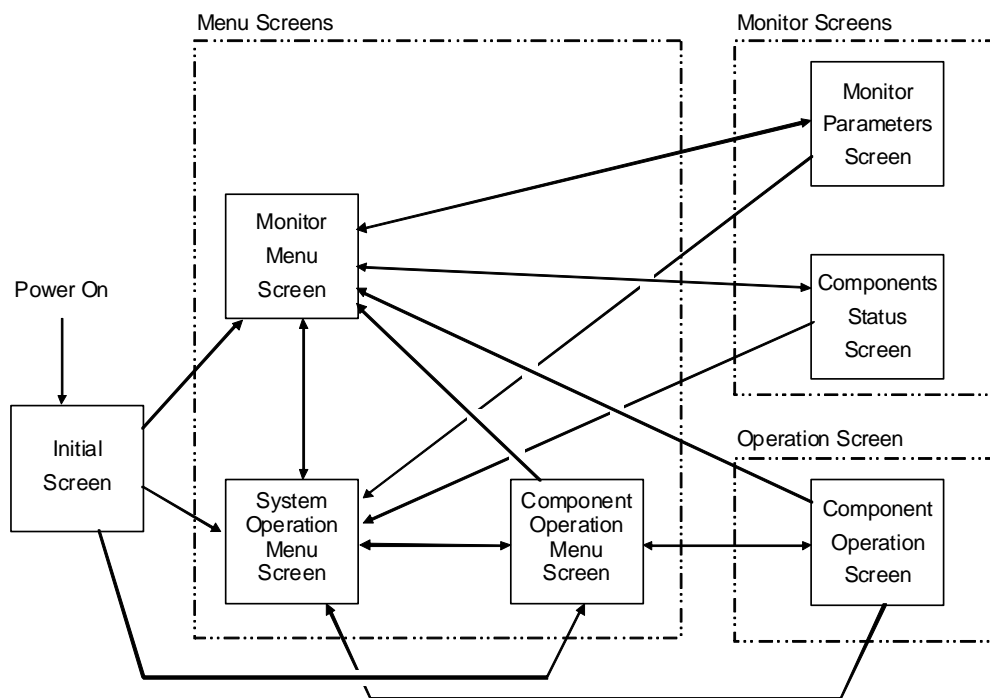 Menu Screens
Monitor Screens
Monitor
Parameters
Screen
Monitor
Menu
Screen
Components
Status
Screen
Power On
Initial
Screen
Operation Screen
System
Operation
Menu
Screen
Component
Operation
Menu
Screen
Component
Operation
Screen